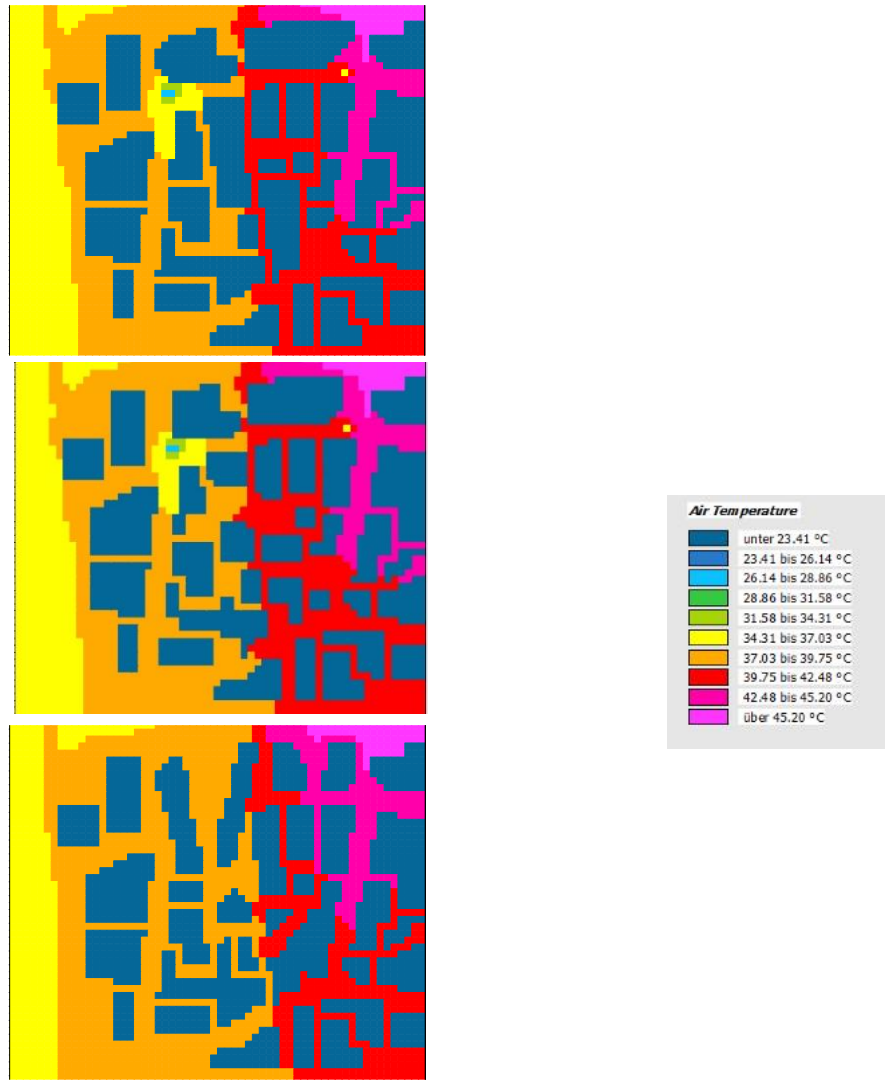 Air Temperature
unter 23.41 °C
23.41 bis 26.14 °C
26.14 bis 28.86 °C
28.86 bis 31.58 °C
31.58 bis 34.31 °C
34.31 bis 37.03 °C
37.03 bis 39.75 °C
39.75 bis 42.48 °C
42.48 bis 45.20 °C
über 45.20 °C